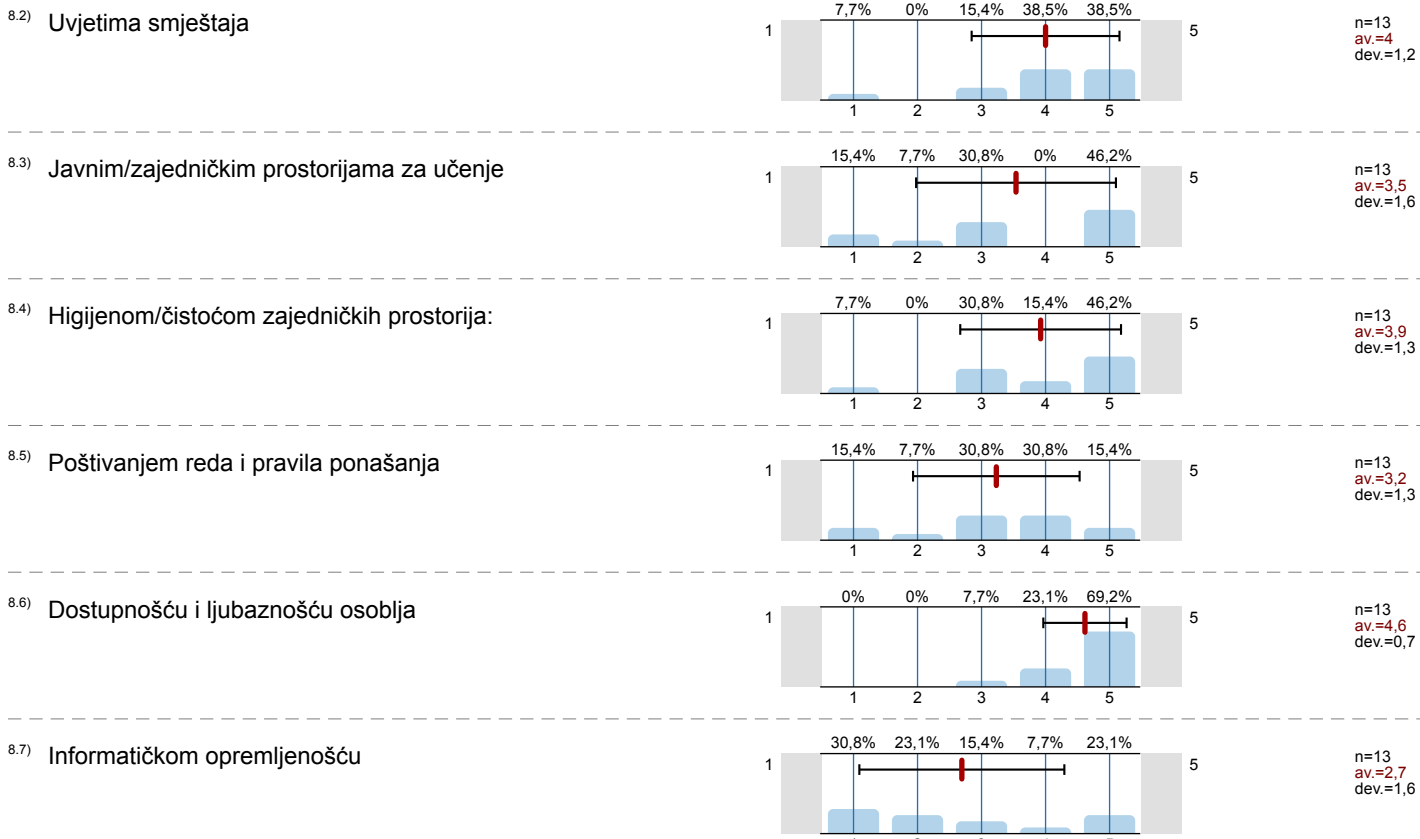 8.2) Uvjetima smještaja
7,7% 0% 15,4% 38,5% 38,5%
1 5
n=13
av.=4
dev.=1,2
1 2 3 4 5
8.3) Javnim/zajedničkim prostorijama za učenje
15,4% 7,7% 30,8% 0% 46,2%
1 5
n=13
av.=3,5
dev.=1,6
1 2 3 4 5
8.4) Higijenom/čistoćom zajedničkih prostorija:
7,7% 0% 30,8% 15,4% 46,2%
1 5
n=13
av.=3,9
dev.=1,3
1 2 3 4 5
8.5) Poštivanjem reda i pravila ponašanja
15,4% 7,7% 30,8% 30,8% 15,4%
1 5
n=13
av.=3,2
dev.=1,3
1 2 3 4 5
8.6) Dostupnošću i ljubaznošću osoblja
0% 0% 7,7% 23,1% 69,2%
1 5
n=13
av.=4,6
dev.=0,7
1 2 3 4 5
8.7) Informatičkom opremljenošću
30,8% 23,1% 15,4% 7,7% 23,1%
1 5
n=13
av.=2,7
dev.=1,6